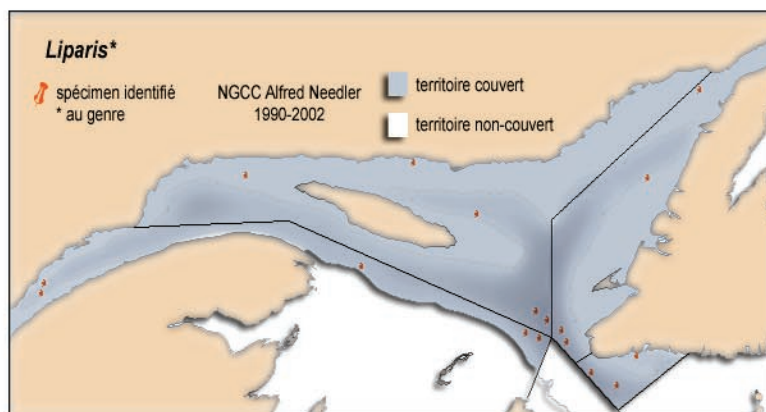 Liparis*
spécimen identifié
* au genre
NGCC Alfred Needler
1990-2002
territoire couvert
territoire non-couvert